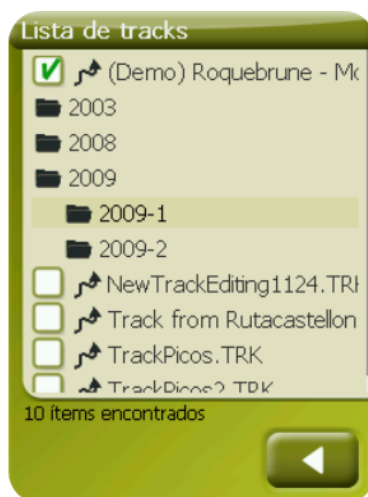 Lista de tracks
(Demo) Roquebrune - Mo
2003
2008
2009
2009-1
2009-2
NewTrackEditing1124.TRK
Track from Rutacastellon
TrackPicos.TRK
TrackPicos2.TRK
10 ítems encontrados